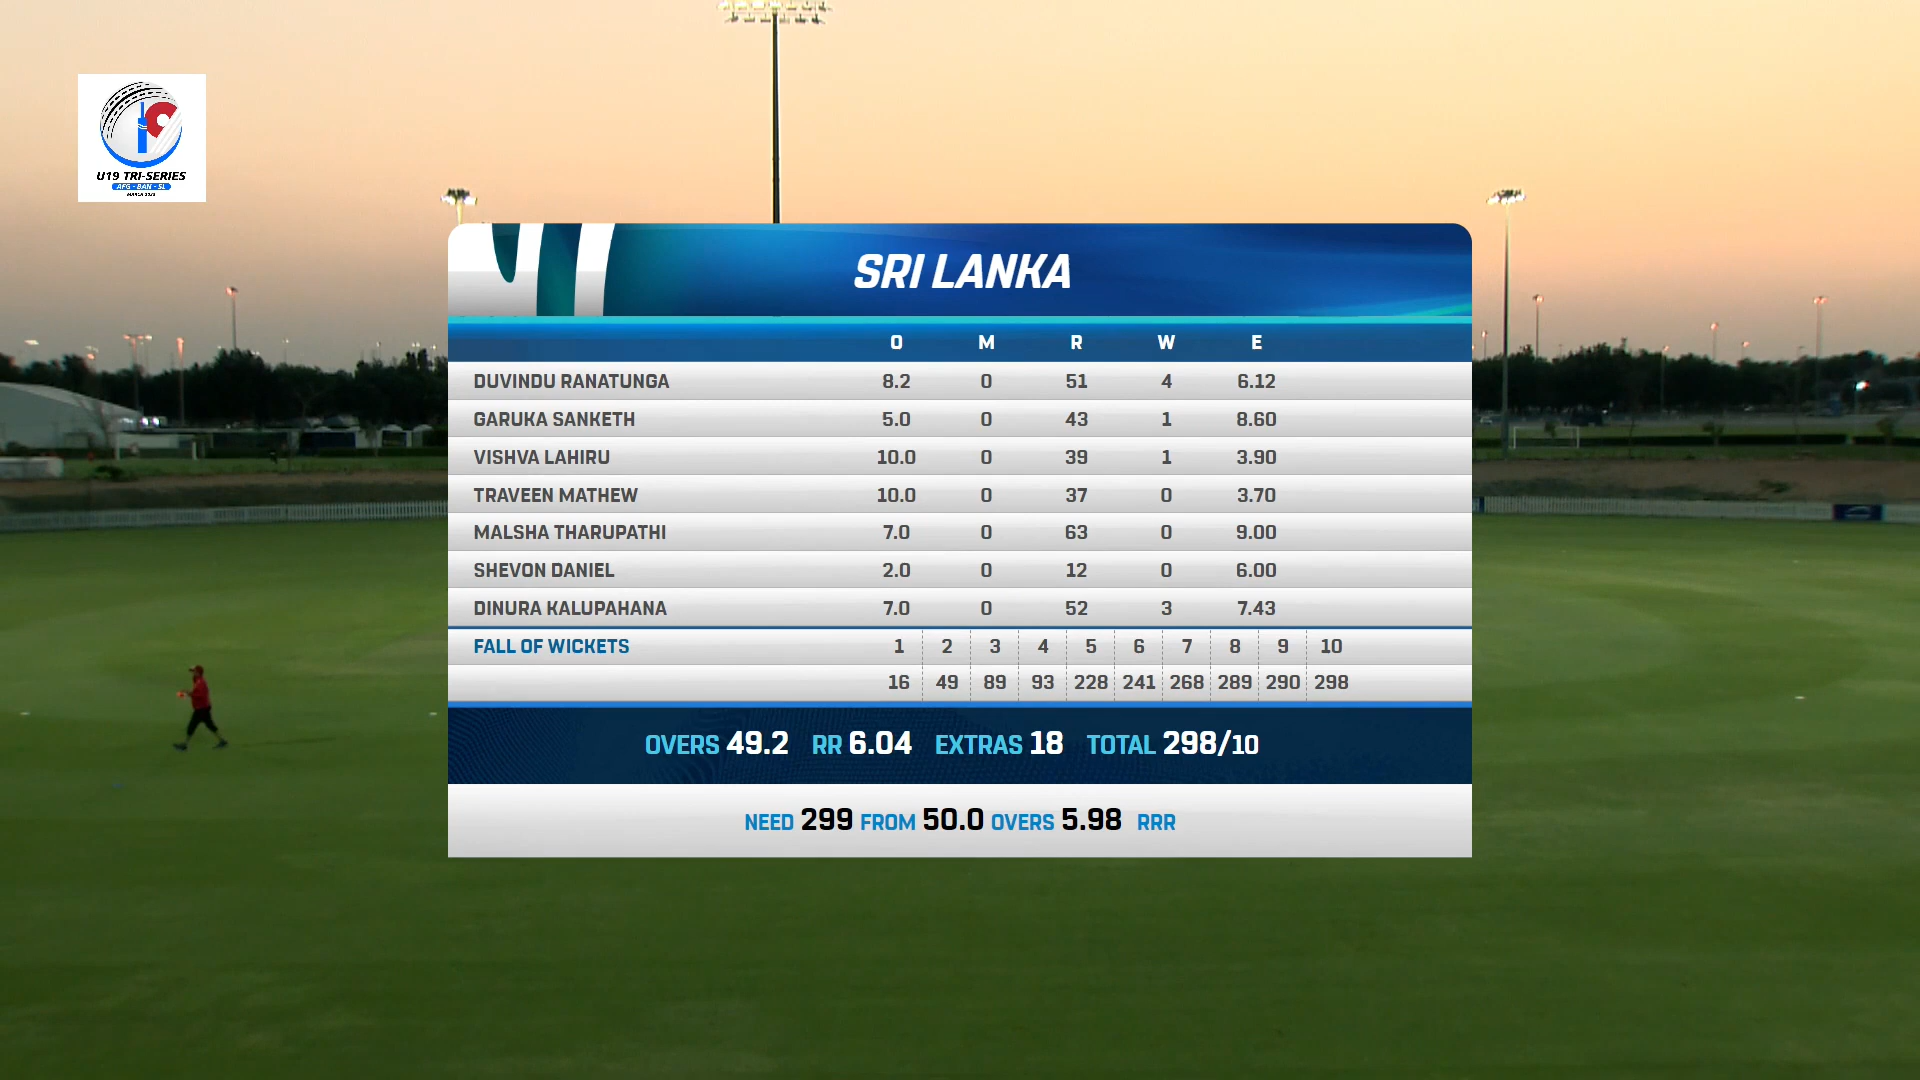 U19 TRI-SERIES
AFG - BAN - SL
SRI LANKA
O M R W E
DUVINDU RANATUNGA 8.2 0 51 4 6.12
GARUKA SANKETH 5.0 0 43 1 8.60
VISHVA LAHIRU 10.0 0 39 1 3.90
TRAVEEN MATHEW 10.0 0 37 0 3.70
MALSHA THARUPATHI 7.0 0 63 0 9.00
SHEVON DANIEL 2.0 0 12 0 6.00
DINURA KALUPAHANA 7.0 0 52 3 7.43
FALL OF WICKETS 1 2 3 4 5 6 7 8 9 10
16 49 89 93 228 241 268 289 290 298
OVERS 49.2 RR 6.04 EXTRAS 18 TOTAL 298/10
NEED 299 FROM 50.0 OVERS 5.98 RRR